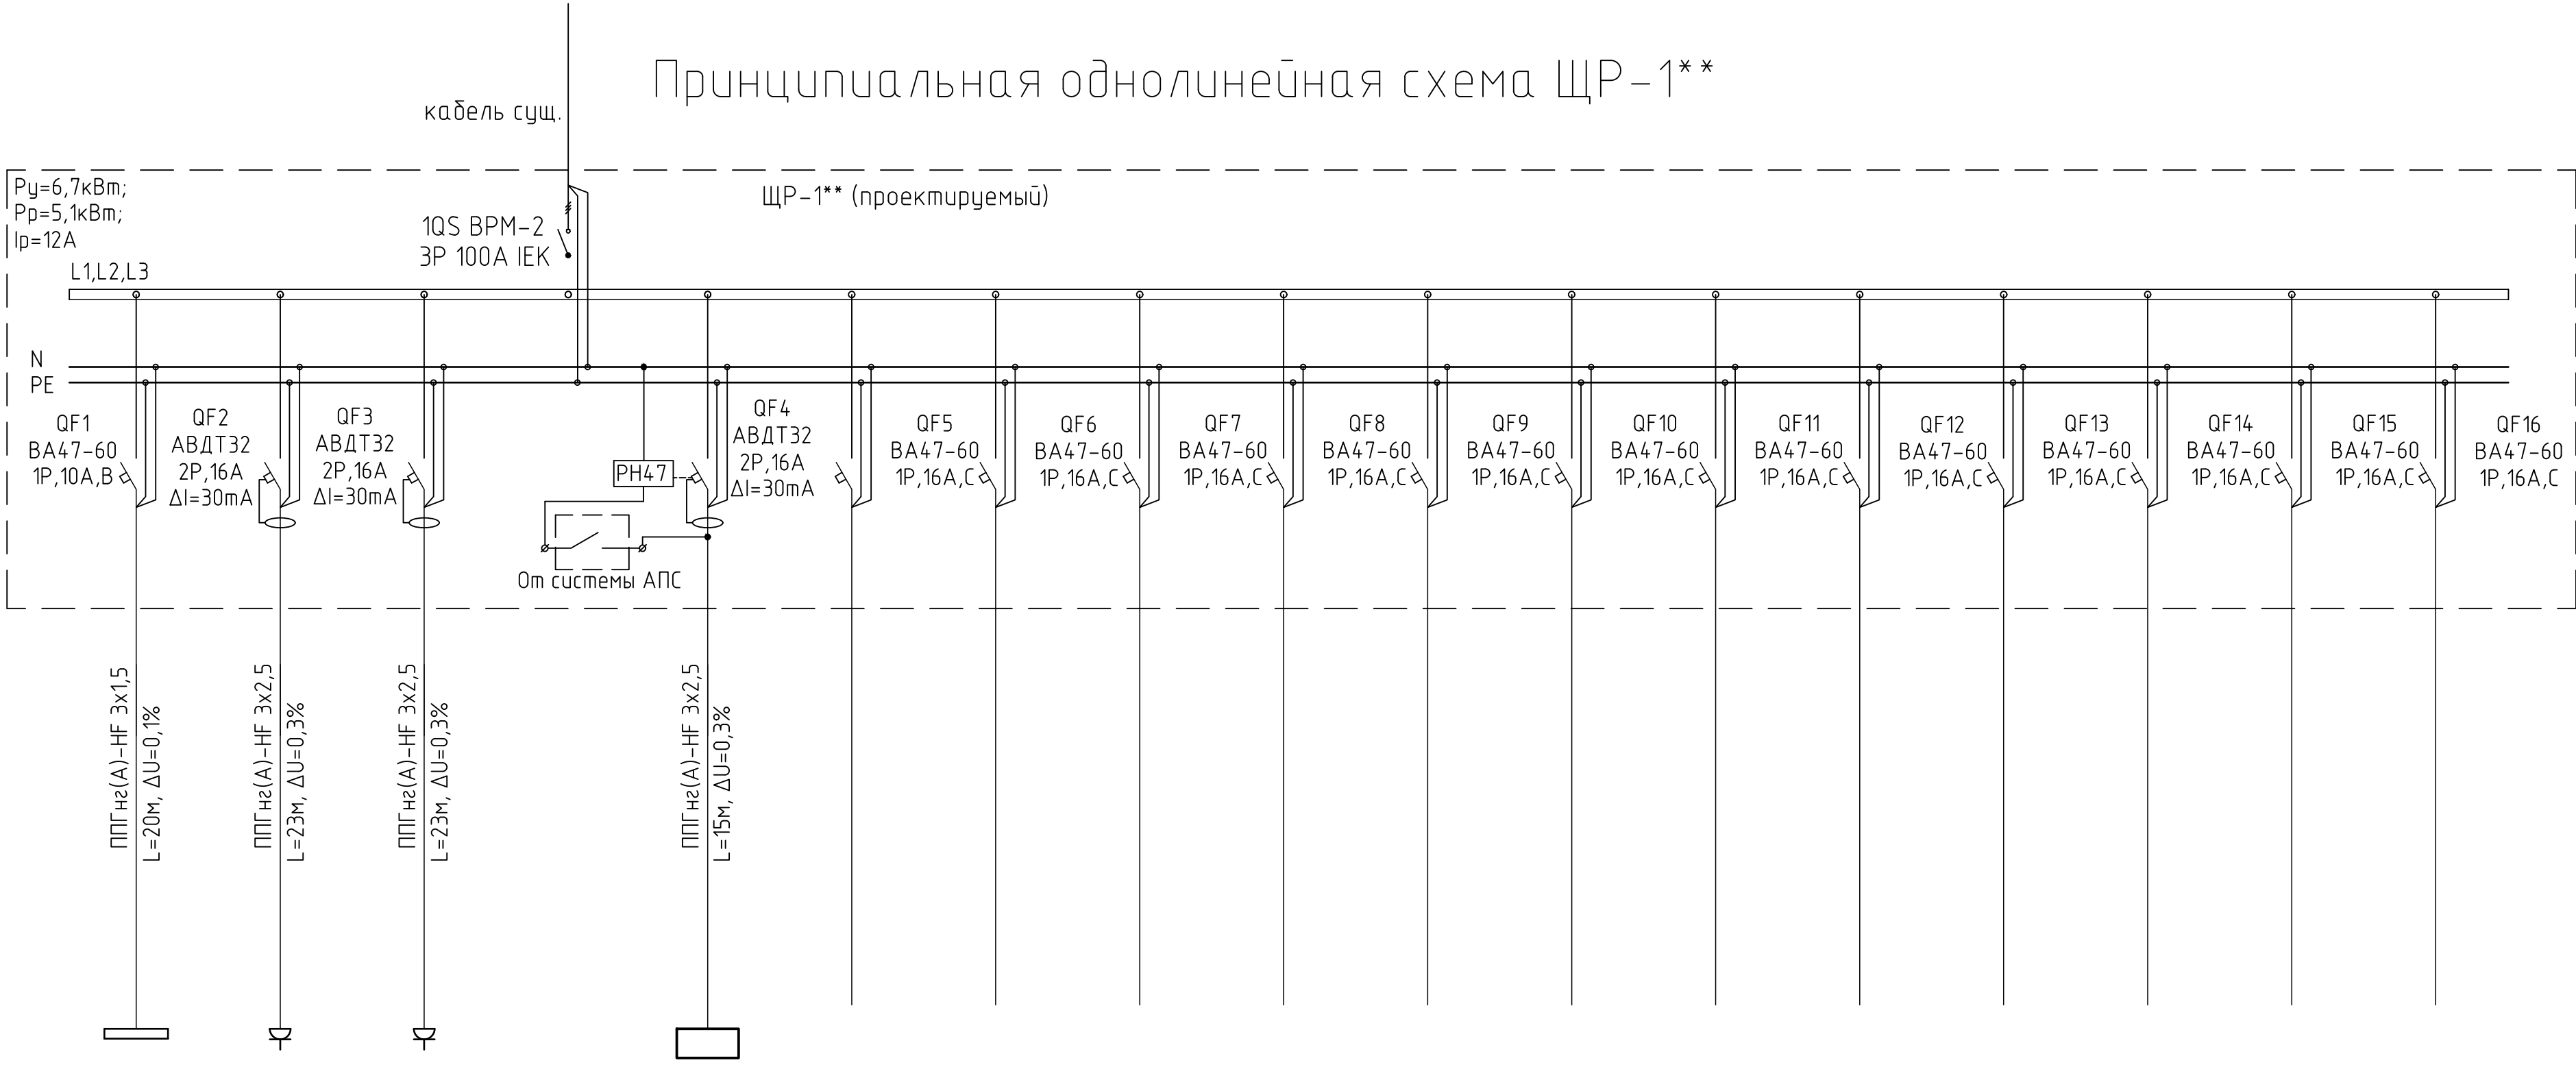 Принципиальная однолинейная схема ЩР-1**
кабель сущ.
Ру=6,7кВт;
Рр=5,1кВт;
Iр=12А
ЩР-1** (проектируемый)
1QS ВРМ-2
3Р 100А IEK
L1,L2,L3
N
PE
QF1
ВА47-60
1Р,10А,В
QF2
АВДТ32
2Р,16А
ΔI=30mA
QF3
АВДТ32
2Р,16А
ΔI=30mA
РН47
QF4
АВДТ32
2Р,16А
ΔI=30mA
От системы АПС
QF5
ВА47-60
1Р,16А,С
QF6
ВА47-60
1Р,16А,С
QF7
ВА47-60
1Р,16А,С
QF8
ВА47-60
1Р,16А,С
QF9
ВА47-60
1Р,16А,С
QF10
ВА47-60
1Р,16А,С
QF11
ВА47-60
1Р,16А,С
QF12
ВА47-60
1Р,16А,С
QF13
ВА47-60
1Р,16А,С
QF14
ВА47-60
1Р,16А,С
QF15
ВА47-60
1Р,16А,С
QF16
ВА47-60
1Р,16А,С
ППГнг(А)-HF 3х1,5
L=20м, ΔU=0,1%
ППГнг(А)-HF 3х2,5
L=23м, ΔU=0,3%
ППГнг(А)-HF 3х2,5
L=23м, ΔU=0,3%
ППГнг(А)-HF 3х2,5
L=15м, ΔU=0,3%